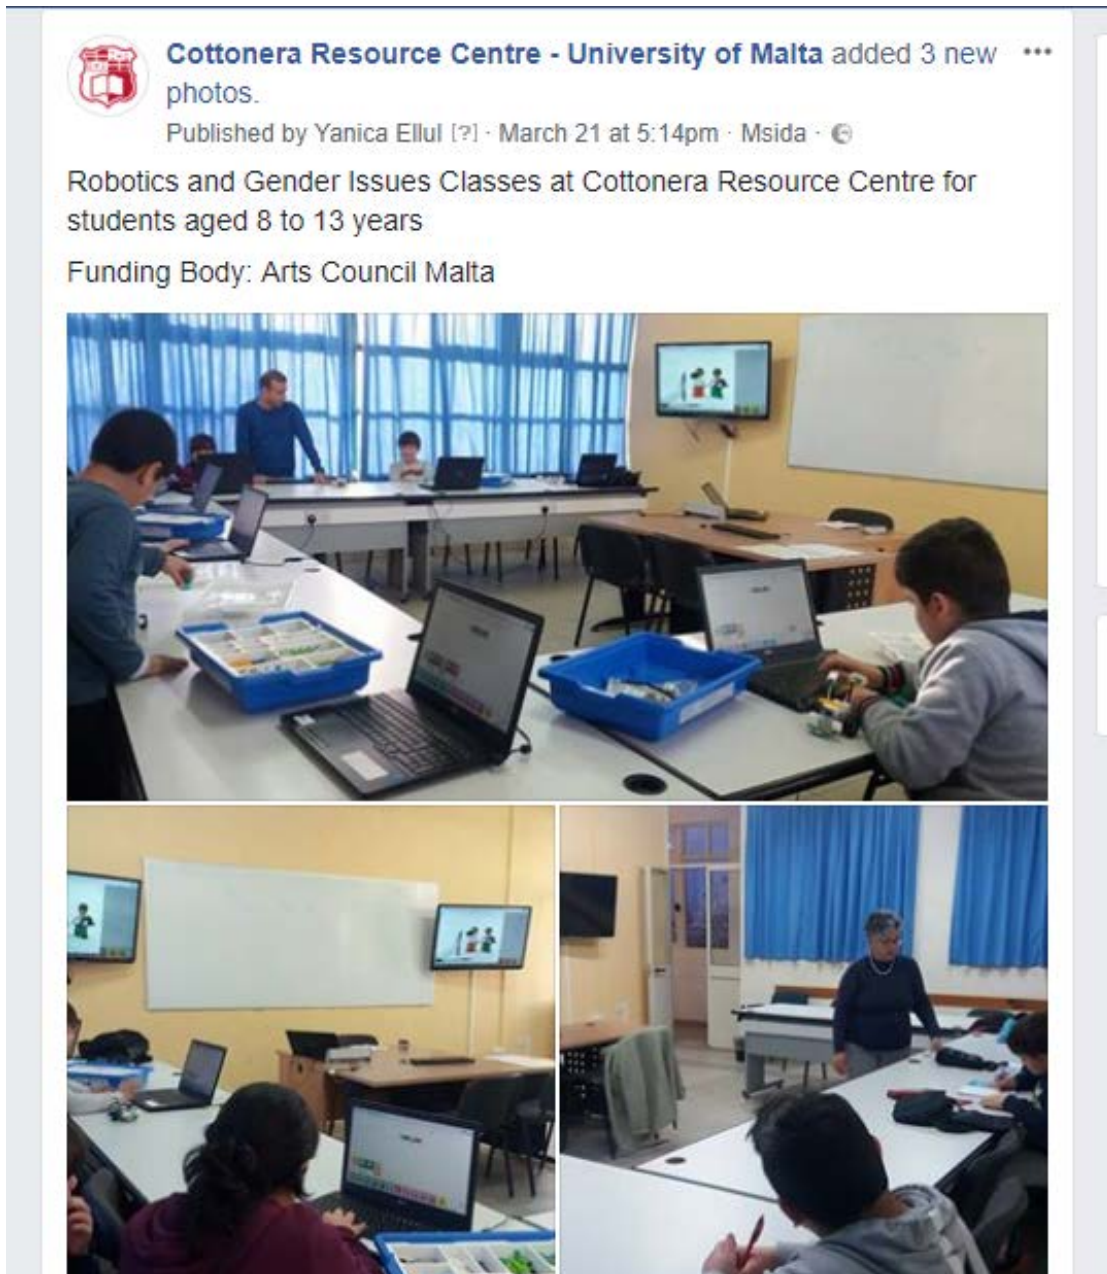 Cottonera Resource Centre - University of Malta added 3 new
photos.
Published by Yanica Ellul [?] · March 21 at 5:14pm · Msida ·
Robotics and Gender Issues Classes at Cottonera Resource Centre for
students aged 8 to 13 years
Funding Body: Arts Council Malta